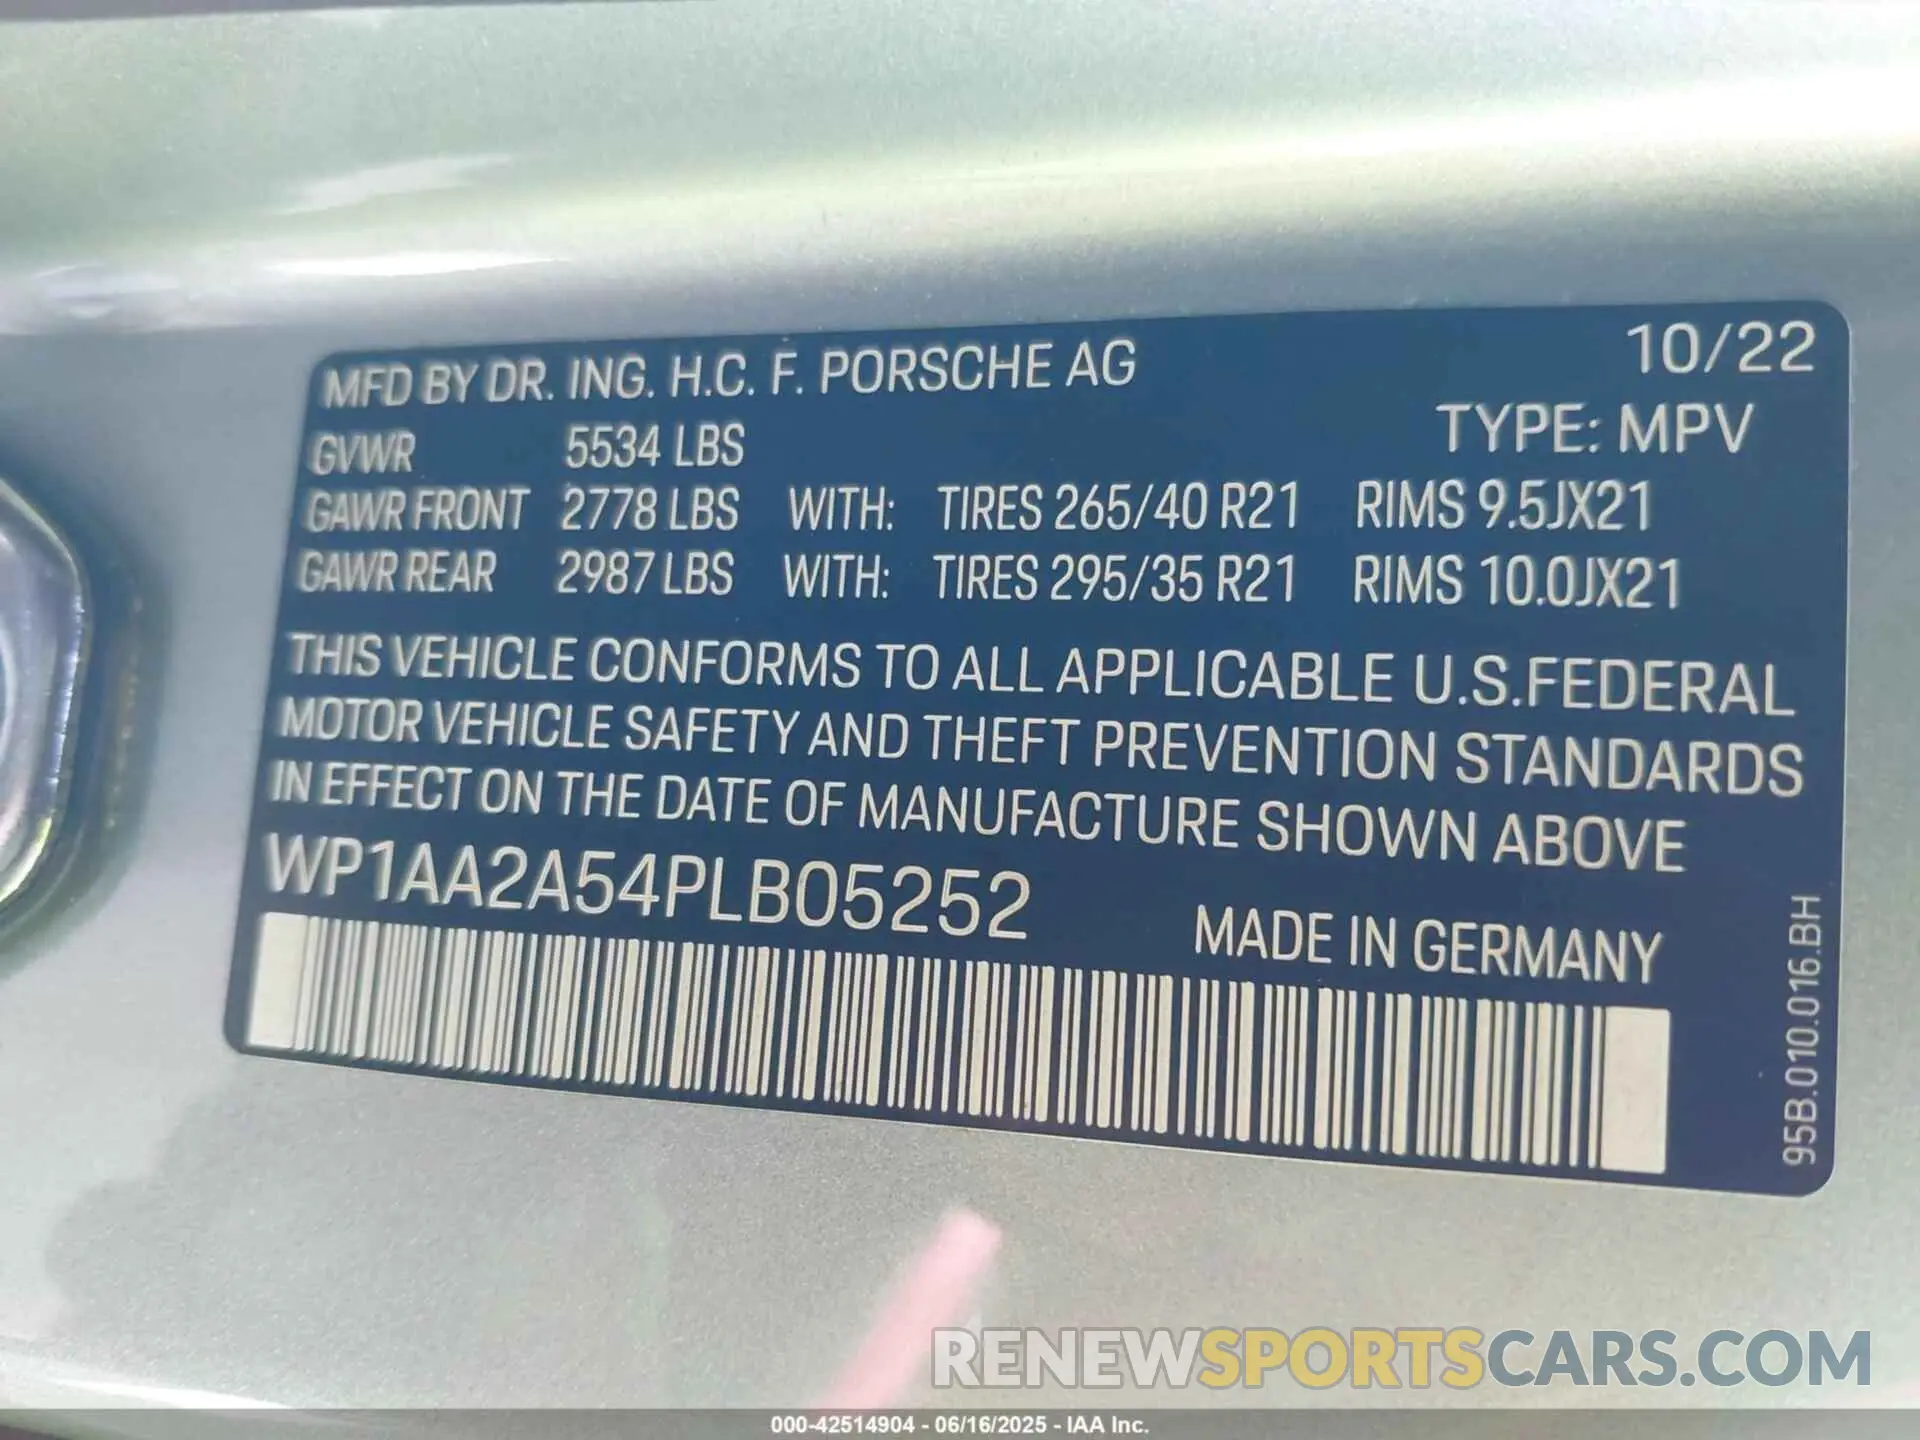 MFD BY DR. ING. H.C. F. PORSCHE AG 10/22
TYPE: MPV
GVWR 5534 LBS
GAWR FRONT 2778 LBS WITH: TIRES 265/40 R21 RIMS 9.5JX21
GAWR REAR 2987 LBS WITH: TIRES 295/35 R21 RIMS 10.0JX21
THIS VEHICLE CONFORMS TO ALL APPLICABLE U.S.FEDERAL
MOTOR VEHICLE SAFETY AND THEFT PREVENTION STANDARDS
IN EFFECT ON THE DATE OF MANUFACTURE SHOWN ABOVE
WP1AA2A54PLB05252
MADE IN GERMANY
95B.010.016.BH
RENEWSPORTSCARS.COM
000-42514904 - 06/16/2025 - IAA Inc.